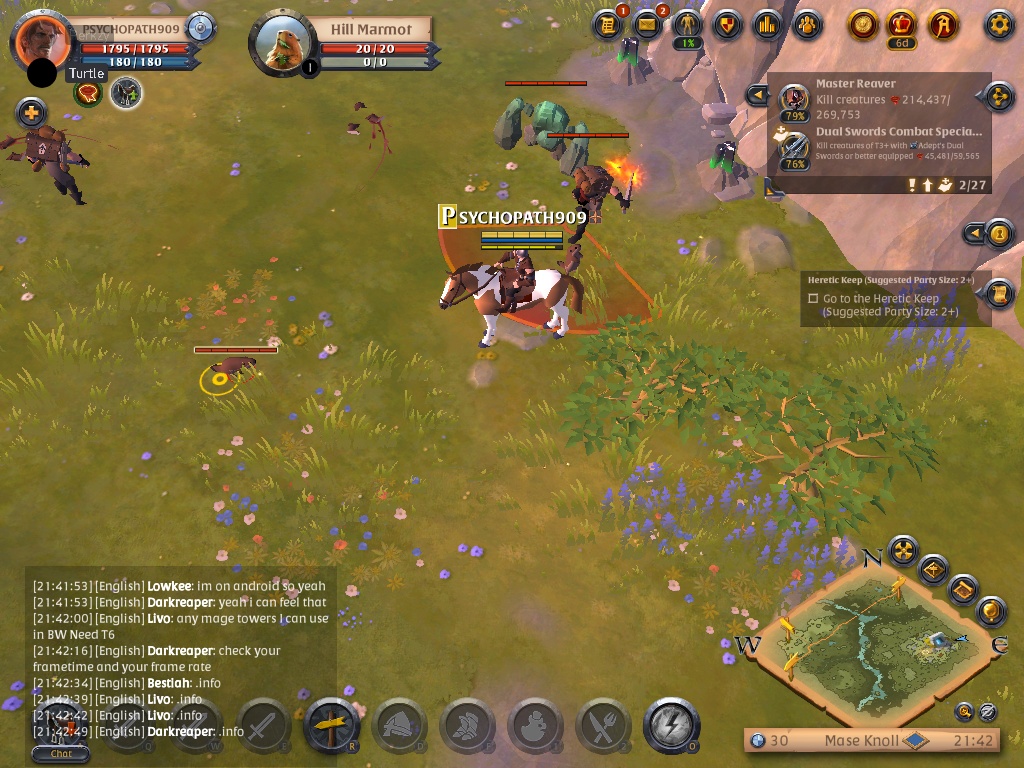 PSYCHOPATH909
1795 / 1795
180 / 180
Turtle
Hill Marmot
20 / 20
0 / 0
I
1
2
1%
6d
Master Reaver
Kill creatures 214,437/
269,753
79%
Dual Swords Combat Specia...
Kill creatures of T3+ with Adept's Dual
Swords or better equipped 45,481/59,565
76%
2/27
PSYCHOPATH909
Heretic Keep (Suggested Party Size: 2+)
Go to the Heretic Keep
(Suggested Party Size: 2+)
[21:41:53] [English] Lowkee: im on android so yeah
[21:41:53] [English] Darkreaper: yeah i can feel that
[21:42:00] [English] Livo: any mage towers I can use
in BW Need T6
[21:42:16] [English] Darkreaper: check your
frametime and your frame rate
[21:42:34] [English] Bestiah: .info
[21:42:39] [English] Livo: .info
[21:42:42] [English] Livo: .info
[21:42:49] [English] Darkreaper: .info
Chat
Q W E R D F 1 2 O
N
W
E
30 Mase Knoll 21:42